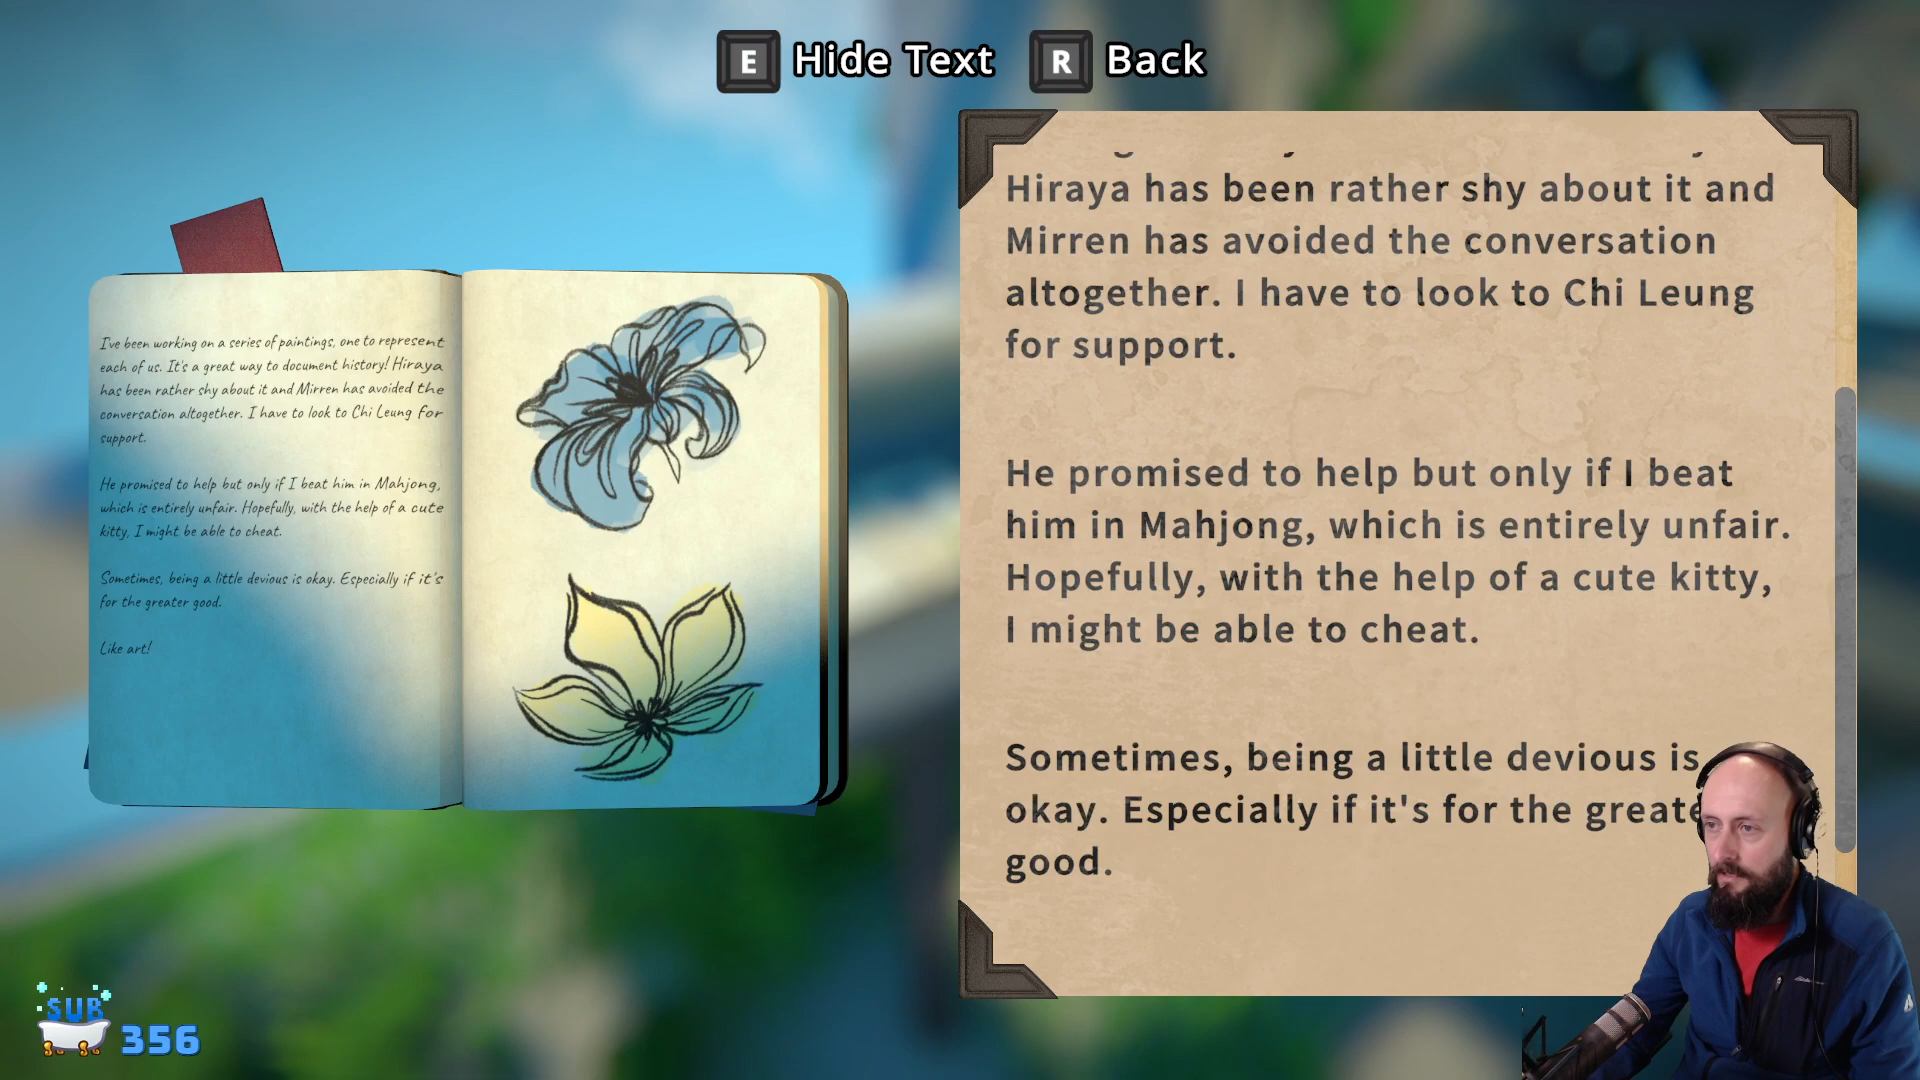 E Hide Text R Back
I've been working on a series of paintings, one to represent
each of us. It's a great way to document history! Hiraya
has been rather shy about it and Mirren has avoided the
conversation altogether. I have to look to Chi Leung for
support.
He promised to help but only if I beat him in Mahjong,
which is entirely unfair. Hopefully, with the help of a cute
kitty, I might be able to cheat.
Sometimes, being a little devious is okay. Especially if it's
for the greater good.
Like art!
Hiraya has been rather shy about it and
Mirren has avoided the conversation
altogether. I have to look to Chi Leung
for support.
He promised to help but only if I beat
him in Mahjong, which is entirely unfair.
Hopefully, with the help of a cute kitty,
I might be able to cheat.
Sometimes, being a little devious is
okay. Especially if it's for the greate
good.
SUB
356